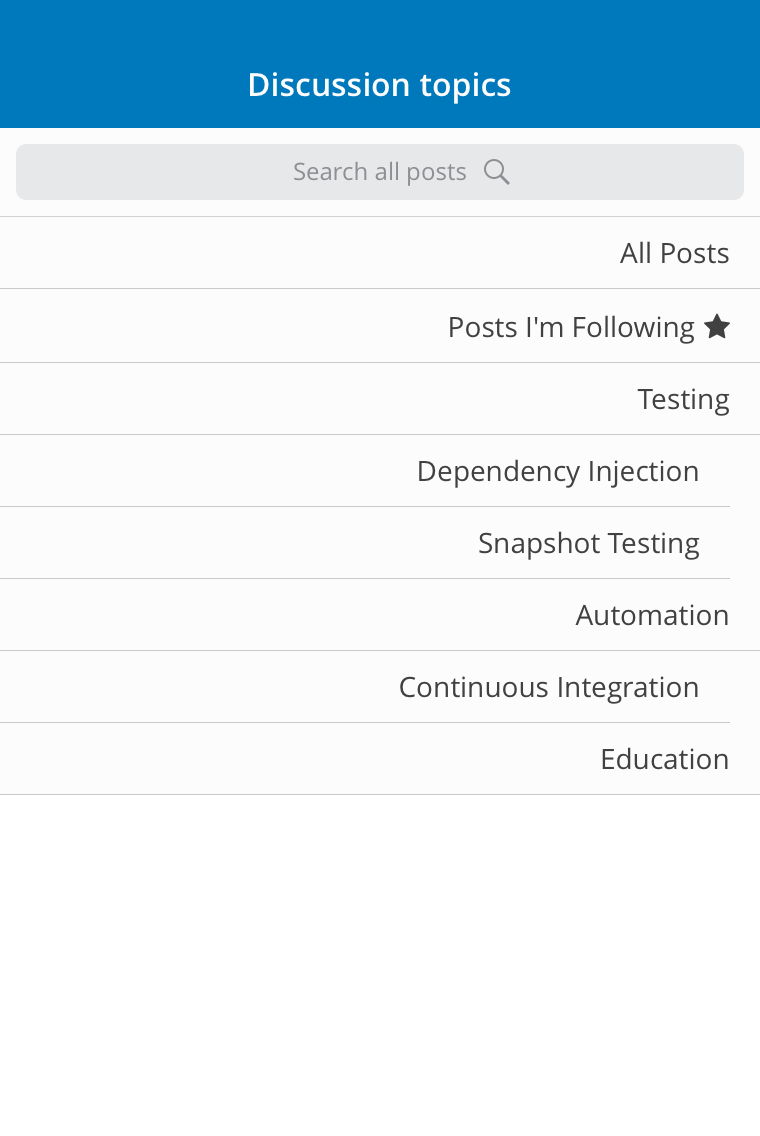 Discussion topics
Search all posts
All Posts
Posts I'm Following
Testing
Dependency Injection
Snapshot Testing
Automation
Continuous Integration
Education